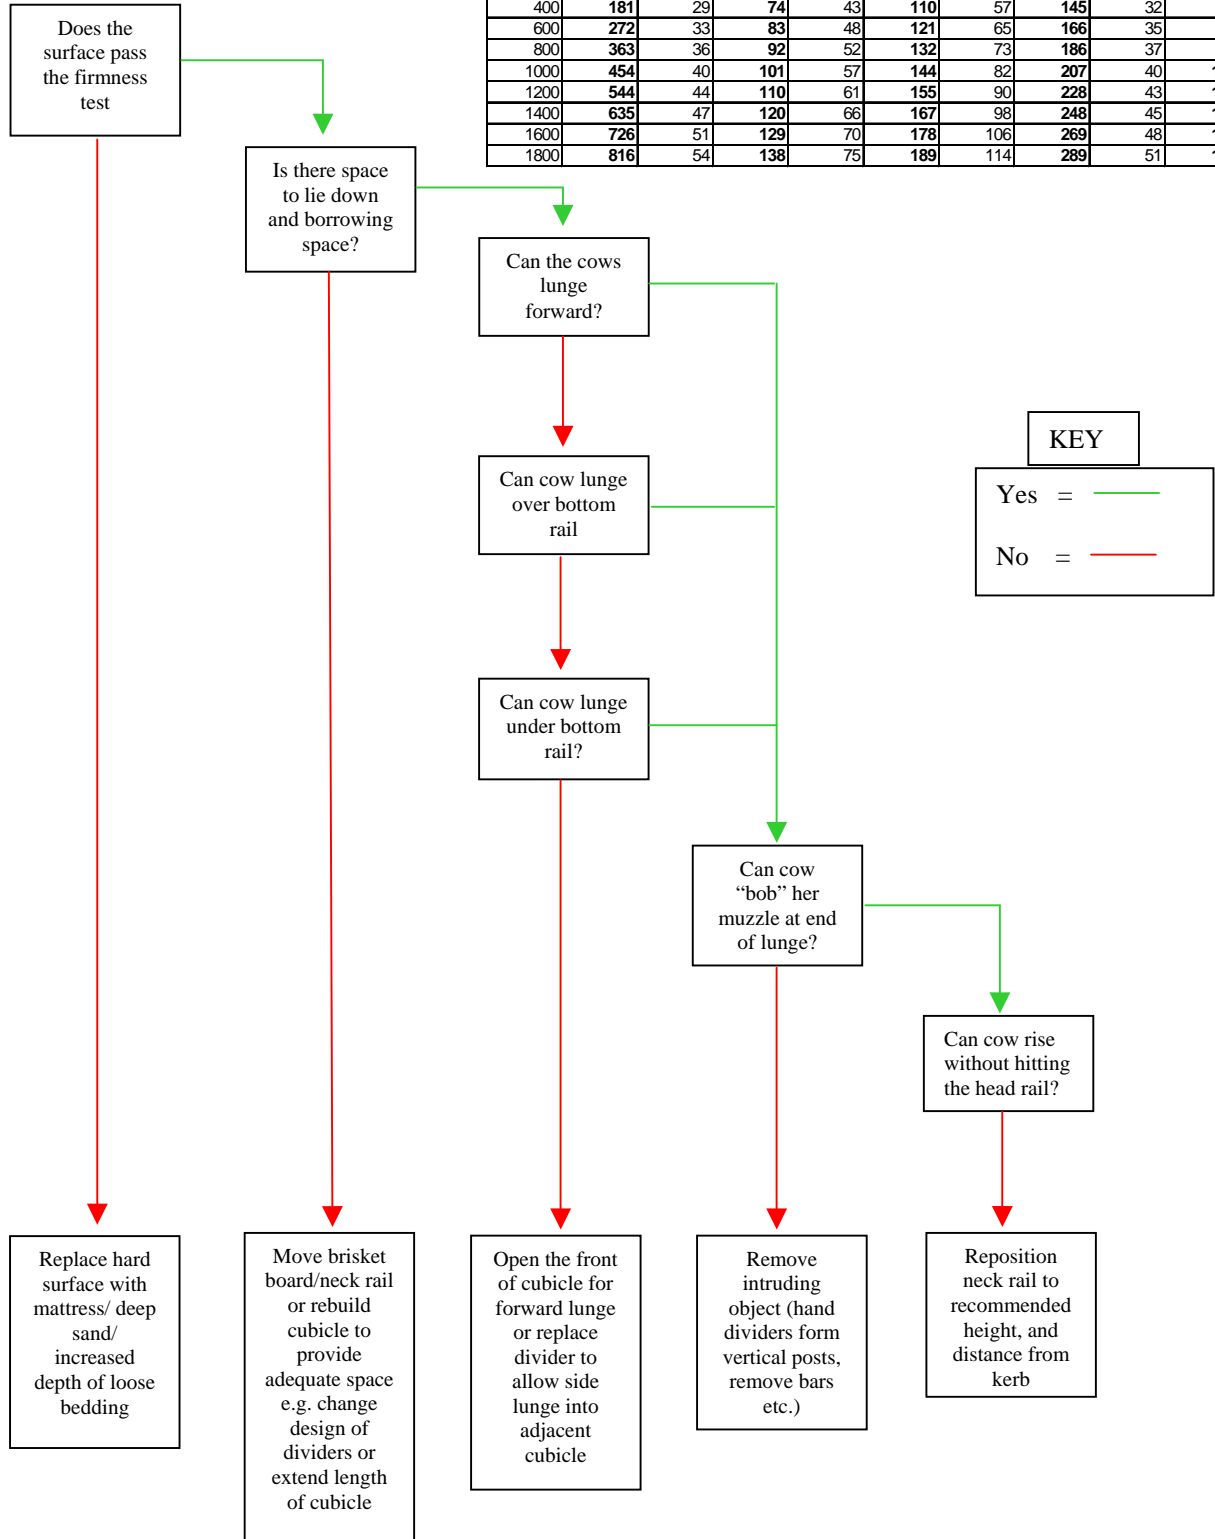 400 181 29 74 43 110 57 145 32
600 272 33 83 48 121 65 166 35
800 363 36 92 52 132 73 186 37
1000 454 40 101 57 144 82 207 40
1200 544 44 110 61 155 90 228 43
1400 635 47 120 66 167 98 248 45
1600 726 51 129 70 178 106 269 48
1800 816 54 138 75 189 114 289 51
Does the
surface pass
the firmness
test
Is there space
to lie down
and borrowing
space?
Can the cows
lunge
forward?
Can cow lunge
over bottom
rail
Can cow lunge
under bottom
rail?
KEY
Yes =
No =
Can cow
“bob” her
muzzle at end
of lunge?
Can cow rise
without hitting
the head rail?
Replace hard
surface with
mattress/ deep
sand/
increased
depth of loose
bedding
Move brisket
board/neck rail
or rebuild
cubicle to
provide
adequate space
e.g. change
design of
dividers or
extend length
of cubicle
Open the front
of cubicle for
forward lunge
or replace
divider to
allow side
lunge into
adjacent
cubicle
Remove
intruding
object (hand
dividers form
vertical posts,
remove bars
etc.)
Reposition
neck rail to
recommended
height, and
distance from
kerb